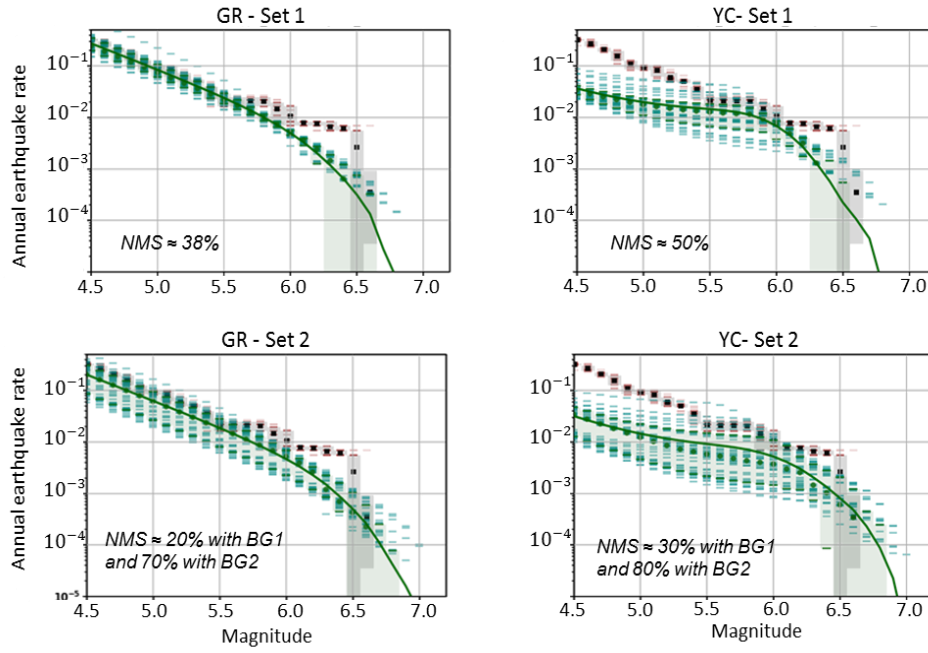 GR - Set 1
YC- Set 1
Annual earthquake rate
10⁻¹
10⁻²
10⁻³
10⁻⁴
NMS ≈ 38%
4.5 5.0 5.5 6.0 6.5 7.0
10⁻¹
10⁻²
10⁻³
10⁻⁴
NMS ≈ 50%
4.5 5.0 5.5 6.0 6.5 7.0
GR - Set 2
YC- Set 2
Annual earthquake rate
10⁻¹
10⁻²
10⁻³
10⁻⁴
10⁻⁵
NMS ≈ 20% with BG1
and 70% with BG2
4.5 5.0 5.5 6.0 6.5 7.0
Magnitude
10⁻¹
10⁻²
10⁻³
10⁻⁴
NMS ≈ 30% with BG1
and 80% with BG2
4.5 5.0 5.5 6.0 6.5 7.0
Magnitude